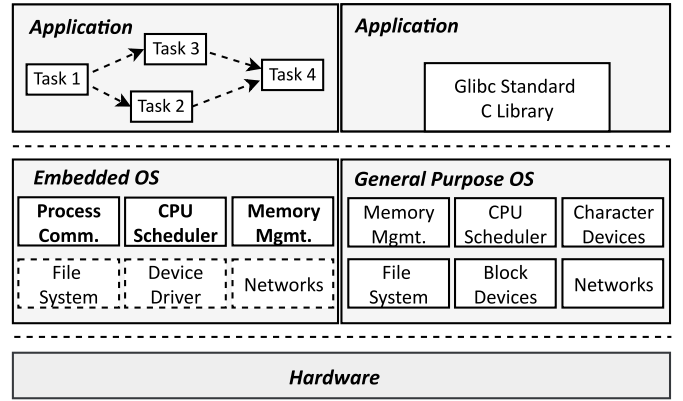 Application
Task 1
Task 3
Task 2
Task 4
Application
Glibc Standard
C Library
Embedded OS
Process
Comm.
CPU
Scheduler
Memory
Mgmt.
File
System
Device
Driver
Networks
General Purpose OS
Memory
Mgmt.
CPU
Scheduler
Character
Devices
File
System
Block
Devices
Networks
Hardware